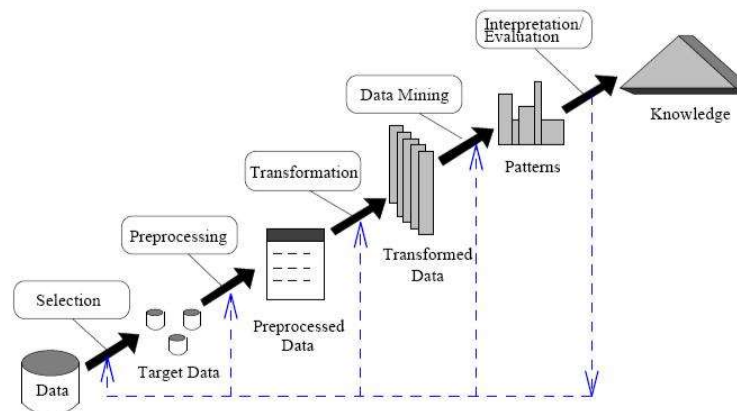 Interpretation/
Evaluation
Data Mining
Knowledge
Transformation
Patterns
Preprocessing
Transformed
Data
Selection
Preprocessed
Data
Target Data
Data